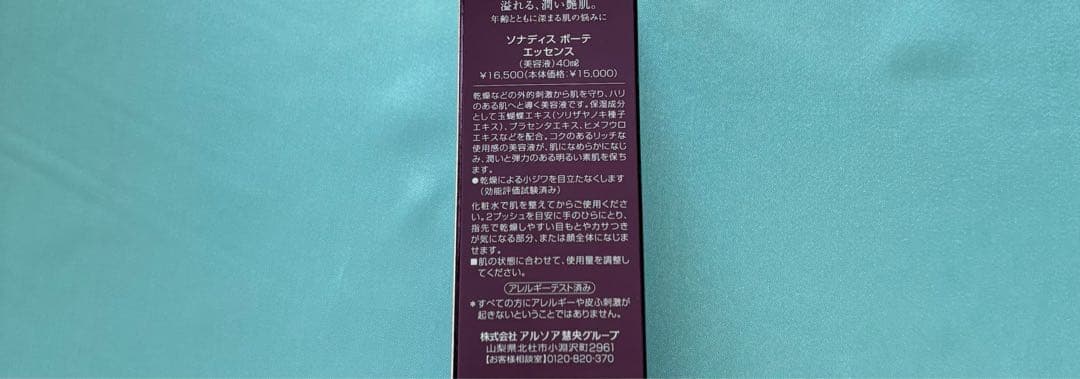 溢れる、潤い艶肌。
年齢とともに深まる肌の悩みに
ソナディス ボーテ
エッセンス
(美容液)40㎖
¥16,500(本体価格:¥15,000)
乾燥などの外的刺激から肌を守り、ハリ
のある肌へと導く美容液です。保湿成分
として玉蝴蝶エキス(ソリザヤノキ種子
エキス)、プラセンタエキス、ヒメフウロ
エキスなどを配合。コクのあるリッチな
使用感の美容液が、肌になめらかになじ
み、潤いと弾力のある明るい素肌を保ち
ます。
●乾燥による小ジワを目立たなくします
(効能評価試験済み)
化粧水で肌を整えてからご使用くださ
い。2プッシュを目安に手のひらにとり、
指先で乾燥しやすい目もとやカサつき
が気になる部分、または顔全体になじま
せます。
■肌の状態に合わせて、使用量を調整し
てください。
アレルギーテスト済み
*すべての方にアレルギーや皮ふ刺激が
起きないということではありません。
株式会社 アルソア慧央グループ
山梨県北杜市小淵沢町2961
【お客様相談室】0120-820-370